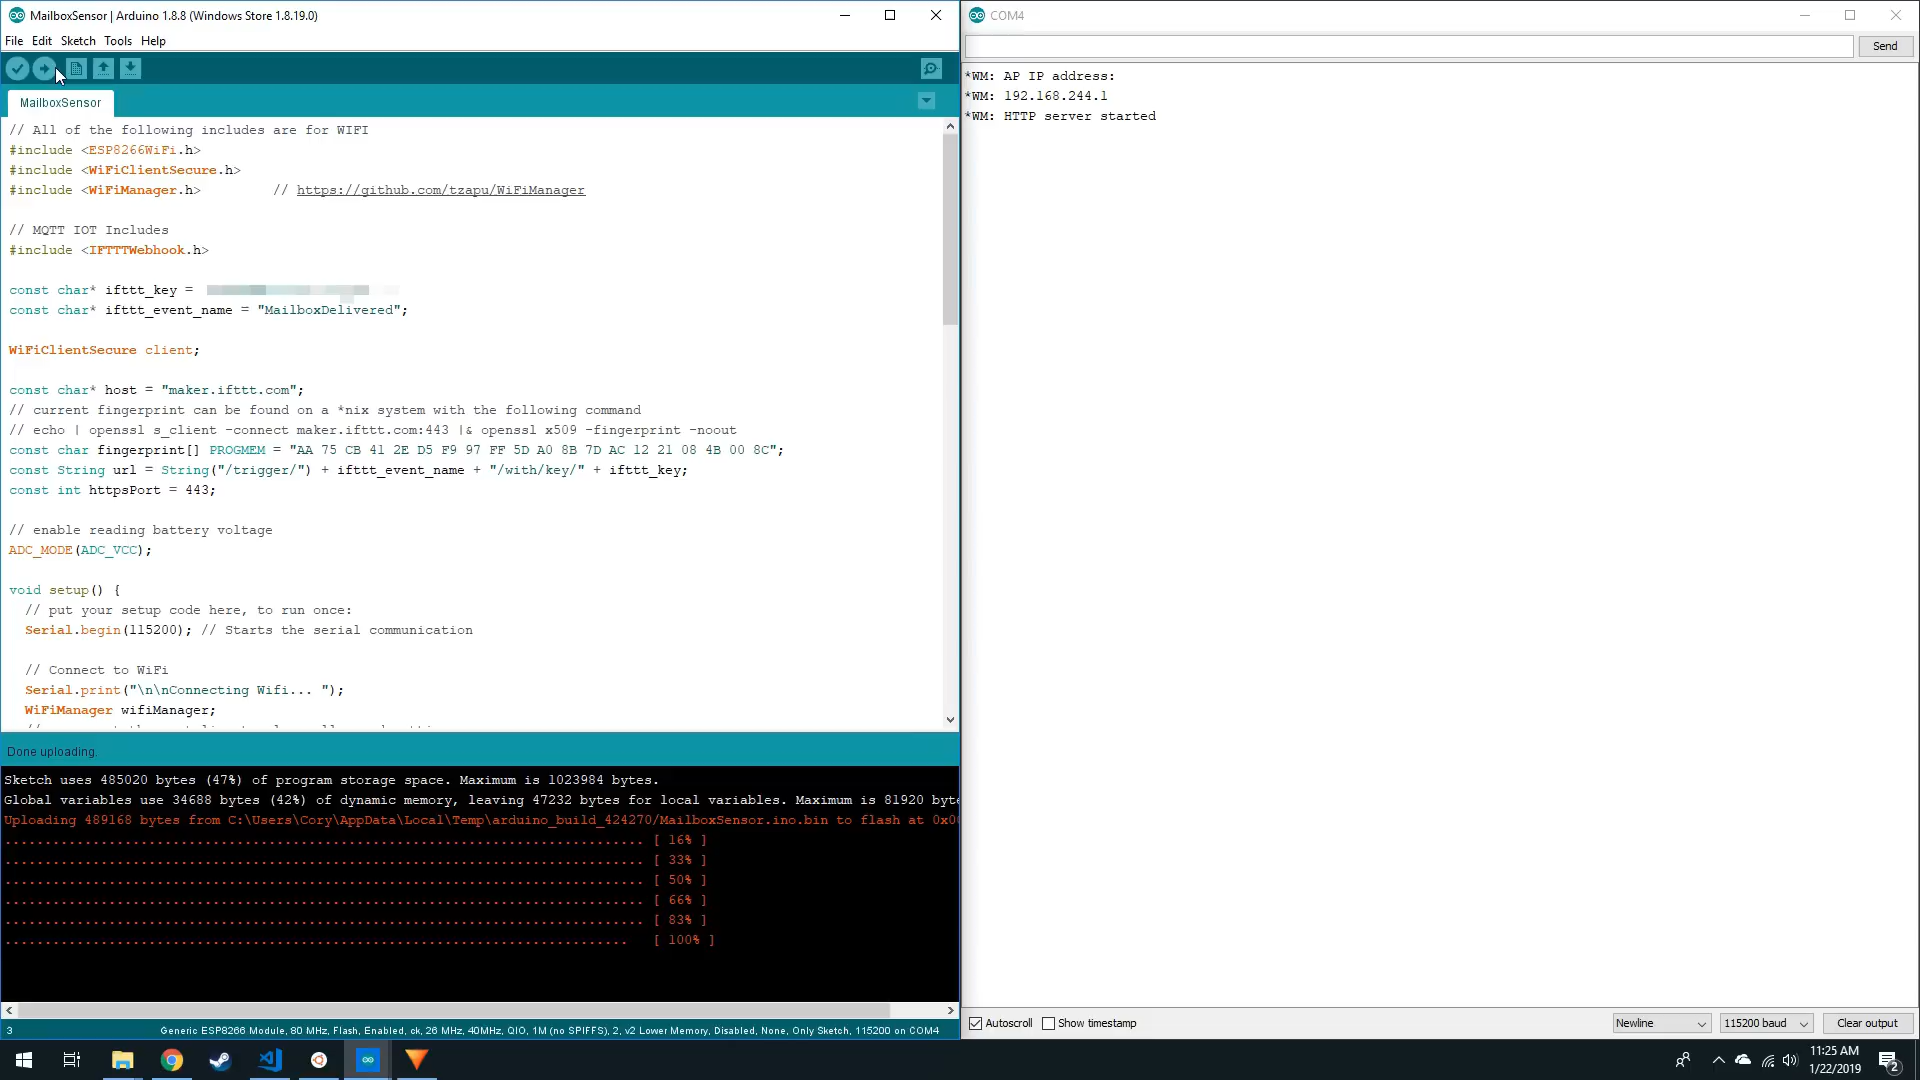 MailboxSensor | Arduino 1.8.8 (Windows Store 1.8.19.0)
File Edit Sketch Tools Help
MailboxSensor
// All of the following includes are for WIFI
#include <ESP8266WiFi.h>
#include <WiFiClientSecure.h>
#include <WiFiManager.h> // https://github.com/tzapu/WiFiManager
// MQTT IOT Includes
#include <IFTTTWebhook.h>
const char* ifttt_key =
const char* ifttt_event_name = "MailboxDelivered";
WiFiClientSecure client;
const char* host = "maker.ifttt.com";
// current fingerprint can be found on a *nix system with the following command
// echo | openssl s_client -connect maker.ifttt.com:443 |& openssl x509 -fingerprint -noout
const char fingerprint[] PROGMEM = "AA 75 CB 41 2E D5 F9 97 FF 5D A0 8B 7D AC 12 21 08 4B 00 8C";
const String url = String("/trigger/") + ifttt_event_name + "/with/key/" + ifttt_key;
const int httpsPort = 443;
// enable reading battery voltage
ADC_MODE(ADC_VCC);
void setup() {
// put your setup code here, to run once:
Serial.begin(115200); // Starts the serial communication
// Connect to WiFi
Serial.print("\n\nConnecting Wifi... ");
WiFiManager wifiManager;
Done uploading.
Sketch uses 485020 bytes (47%) of program storage space. Maximum is 1023984 bytes.
Global variables use 34688 bytes (42%) of dynamic memory, leaving 47232 bytes for local variables. Maximum is 81920 byte
Uploading 489168 bytes from C:\Users\Cory\AppData\Local\Temp\arduino_build_424270/MailboxSensor.ino.bin to flash at 0x00
................................................................................ [ 16% ]
................................................................................ [ 33% ]
................................................................................ [ 50% ]
................................................................................ [ 66% ]
................................................................................ [ 83% ]
.............................................................................. [ 100% ]
3 Generic ESP8266 Module, 80 MHz, Flash, Enabled, ck, 26 MHz, 40MHz, QIO, 1M (no SPIFFS), 2, v2 Lower Memory, Disabled, None, Only Sketch, 115200 on COM4
COM4
Send
*WM: AP IP address:
*WM: 192.168.244.1
*WM: HTTP server started
Autoscroll Show timestamp Newline 115200 baud Clear output
11:25 AM
1/22/2019
2